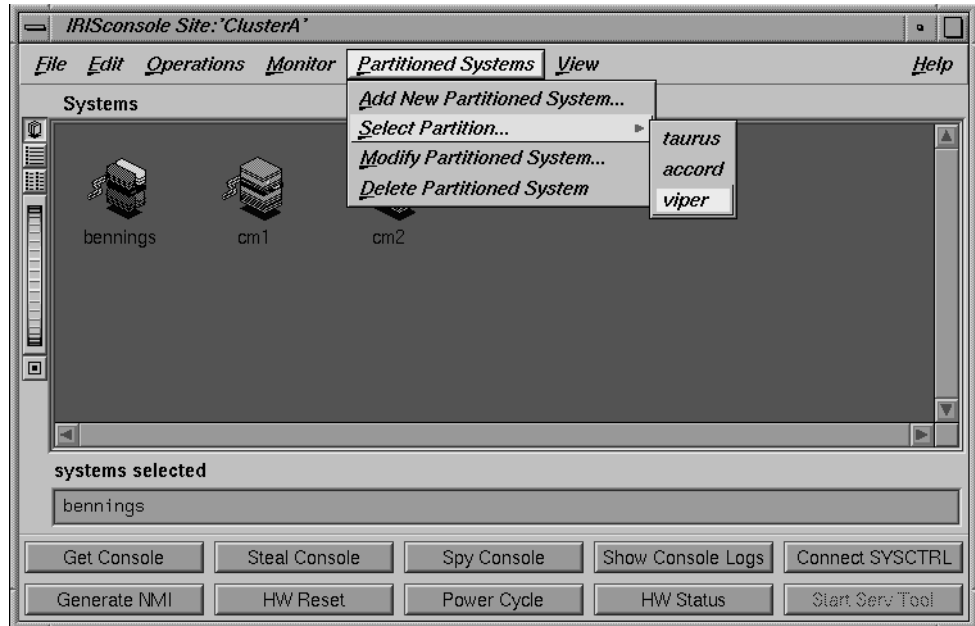 IRISconsole Site:'ClusterA'
File Edit Operations Monitor Partitioned Systems View Help
Systems
Add New Partitioned System...
Select Partition...
Modify Partitioned System...
Delete Partitioned System
taurus
accord
viper
bennings cm1 cm2
systems selected
bennings
Get Console Steal Console Spy Console Show Console Logs Connect SYSCTRL
Generate NMI HW Reset Power Cycle HW Status Start Serv Tool